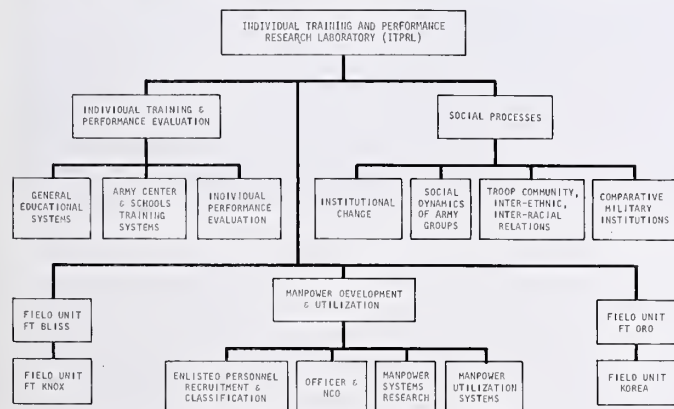 INDIVIDUAL TRAINING AND PERFORMANCE
RESEARCH LABORATORY (ITPRL)
INDIVIDUAL TRAINING &
PERFORMANCE EVALUATION
SOCIAL PROCESSES
GENERAL
EDUCATIONAL
SYSTEMS
ARMY CENTER
& SCHOOLS
TRAINING
SYSTEMS
INDIVIDUAL
PERFORMANCE
EVALUATION
INSTITUTIONAL
CHANGE
SOCIAL
DYNAMICS
OF ARMY
GROUPS
TROOP COMMUNITY,
INTER-ETHNIC,
INTER-RACIAL
RELATIONS
COMPARATIVE
MILITARY
INSTITUTIONS
MANPOWER DEVELOPMENT
& UTILIZATION
FIELD UNIT
FT BLISS
FIELD UNIT
FT ORD
FIELD UNIT
FT KNOX
ENLISTED PERSONNEL
RECRUITMENT &
CLASSIFICATION
OFFICER &
NCO
MANPOWER
SYSTEMS
RESEARCH
MANPOWER
UTILIZATION
SYSTEMS
FIELD UNIT
KOREA